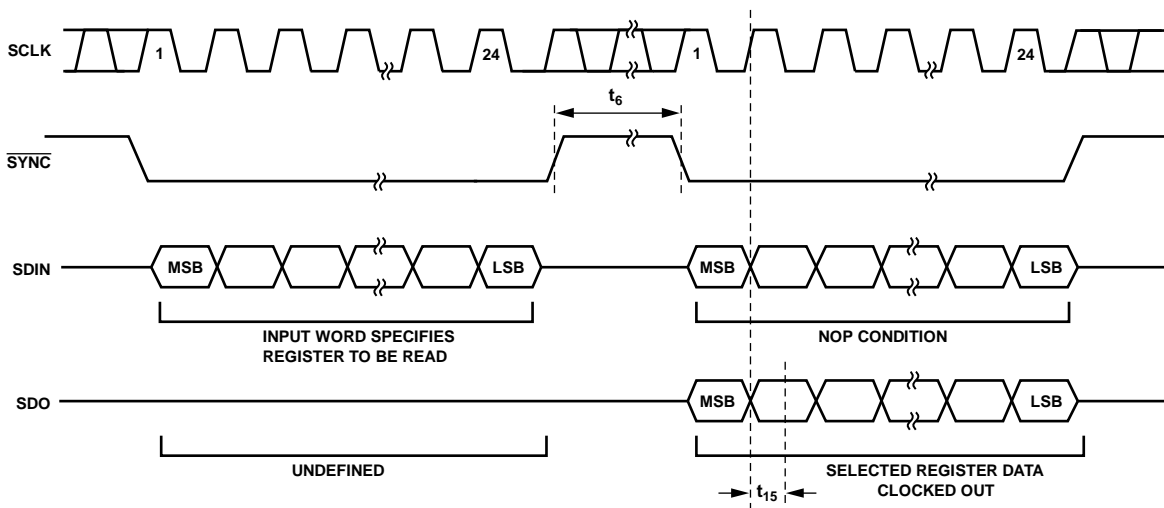 SCLK
1
24
1
24
t6
SYNC
SDIN
MSB
LSB
MSB
LSB
INPUT WORD SPECIFIES
REGISTER TO BE READ
NOP CONDITION
SDO
MSB
LSB
UNDEFINED
SELECTED REGISTER DATA
CLOCKED OUT
t15